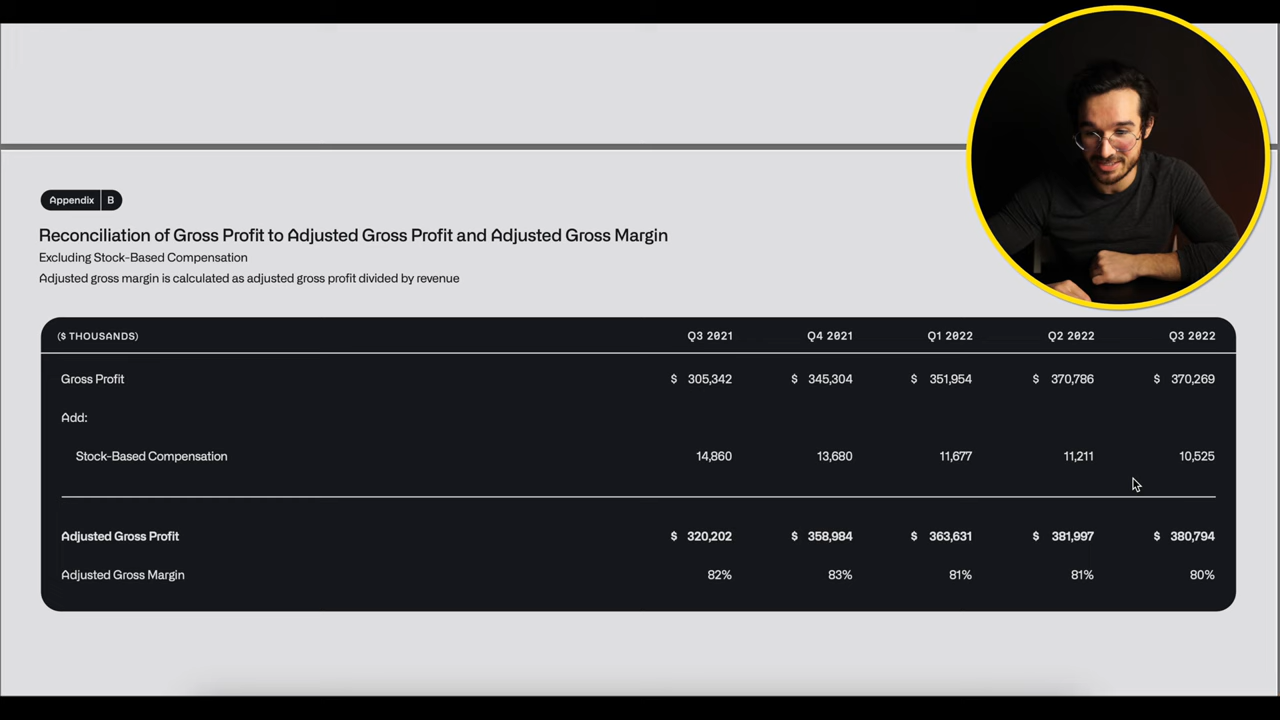 Appendix B
Reconciliation of Gross Profit to Adjusted Gross Profit and Adjusted Gross Margin
Excluding Stock-Based Compensation
Adjusted gross margin is calculated as adjusted gross profit divided by revenue
($ THOUSANDS) Q3 2021 Q4 2021 Q1 2022 Q2 2022 Q3 2022
Gross Profit $ 305,342 $ 345,304 $ 351,954 $ 370,786 $ 370,269
Add:
Stock-Based Compensation 14,860 13,680 11,677 11,211 10,525
Adjusted Gross Profit $ 320,202 $ 358,984 $ 363,631 $ 381,997 $ 380,794
Adjusted Gross Margin 82% 83% 81% 81% 80%